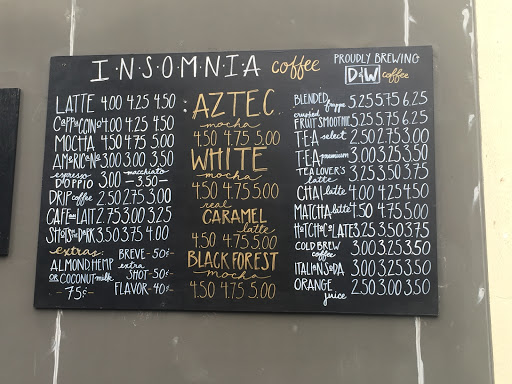 I·N·S·O·M·N·I·A coffee
PROUDLY BREWING
D&W coffee
LATTE 4.00 4.25 4.50
CAPPUCCINO 4.00 4.25 4.50
MOCHA 4.50 4.75 5.00
AMERICANO 3.00 3.00 3.50
espresso DOPPIO 3.00 macchiato 3.50
DRIP coffee 2.50 2.75 3.00
CAFE au LAIT 2.75 3.00 3.25
SHOT in the DARK 3.50 3.75 4.00
extras:
ALMOND HEMP
OR COCONUT milk
75¢
BREVE - 50¢
extra
SHOT - 50¢
FLAVOR - 40¢
AZTEC
mocha
4.50 4.75 5.00
WHITE
mocha
4.50 4.75 5.00
real
CARAMEL
latte
4.50 4.75 5.00
BLACK FOREST
mocha
4.50 4.75 5.00
BLENDED frappe 5.25 5.75 6.25
crushed
FRUIT SMOOTHIE 5.25 5.75 6.25
TEA select 2.50 2.75 3.00
TEA premium 3.00 3.25 3.50
TEA LOVER'S
latte 3.25 3.50
CHAI latte 4.00 4.25 4.50
MATCHA latte 4.50 4.75 5.00
HOT CHOCOLATE 3.25 3.50 3.75
COLD BREW
coffee 3.00 3.25 3.50
ITALIAN SODA 3.00 3.25 3.50
ORANGE
juice 2.50 3.00 3.50